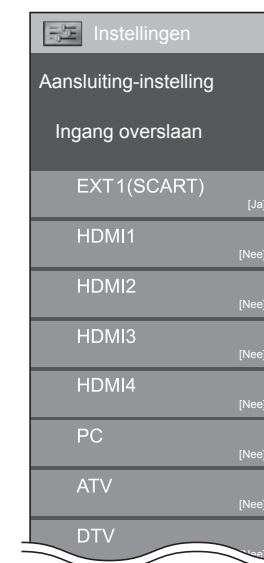 Instellingen
Aansluiting-instelling
Ingang overslaan
EXT1(SCART)
[Ja]
HDMI1
[Nee]
HDMI2
[Nee]
HDMI3
[Nee]
HDMI4
[Nee]
PC
[Nee]
ATV
[Nee]
DTV
[Nee]